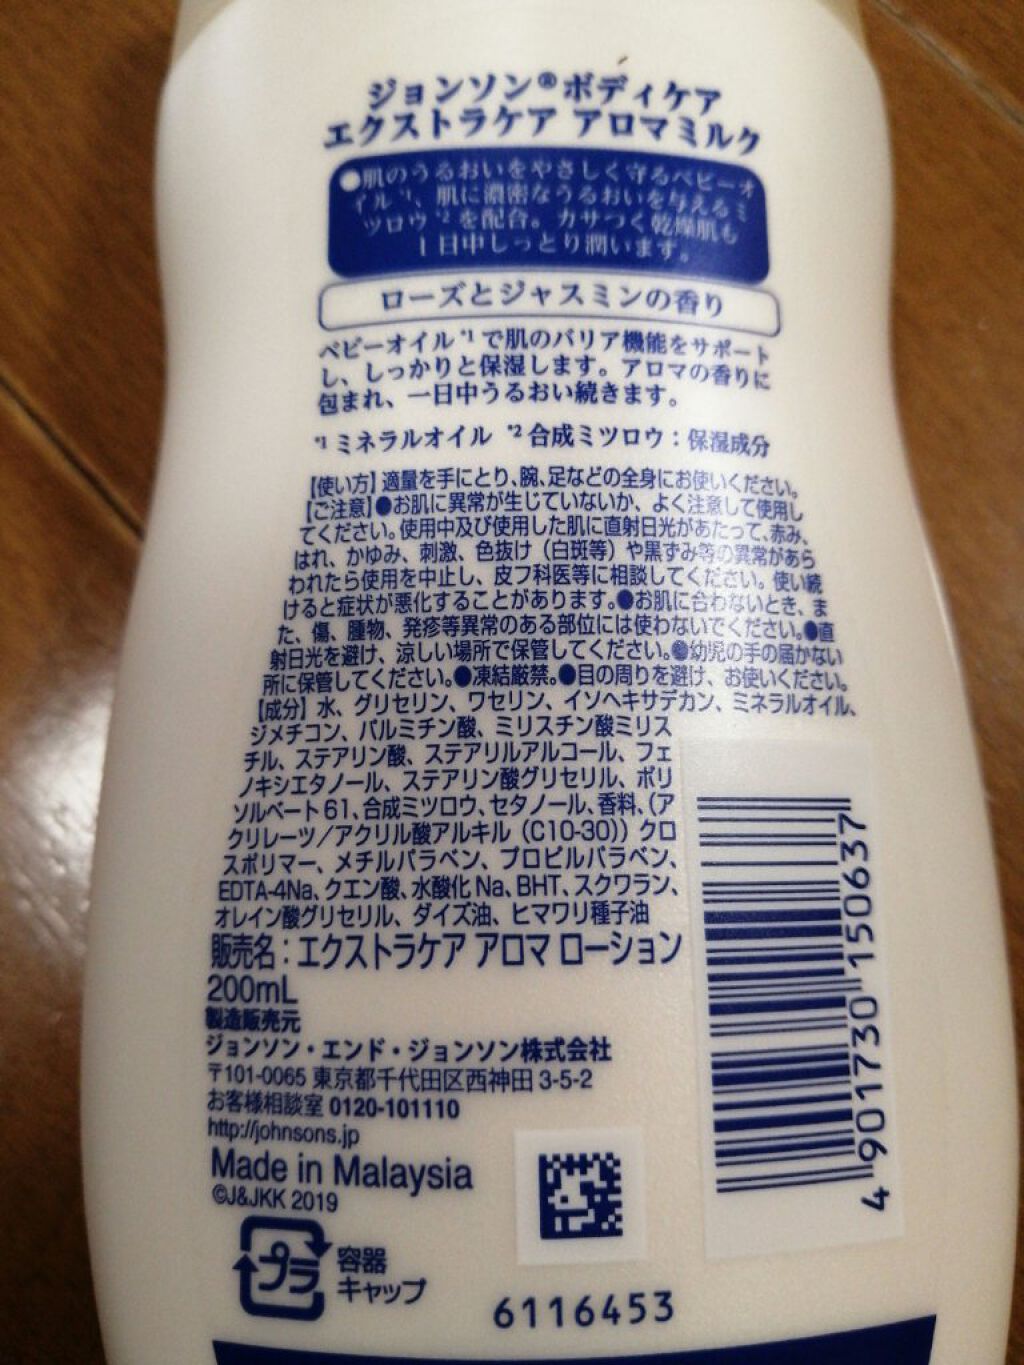 ジョンソン®ボディケア
エクストラケア アロマミルク
●肌のうるおいをやさしく守るベビーオ
イル*1、肌に濃密なうるおいを与えるミ
ツロウ*2を配合。カサつく乾燥肌も
1日中しっとり潤います。
ローズとジャスミンの香り
ベビーオイル*1で肌のバリア機能をサポート
し、しっかりと保湿します。アロマの香りに
包まれ、一日中うるおい続きます。
*1ミネラルオイル *2合成ミツロウ：保湿成分
【使い方】適量を手にとり、腕、足などの全身にお使いください。
【ご注意】●お肌に異常が生じていないか、よく注意して使用し
てください。使用中及び使用した肌に直射日光があたって、赤み、
はれ、かゆみ、刺激、色抜け（白斑等）や黒ずみ等の異常があら
われたら使用を中止し、皮フ科医等に相談してください。使い続
けると症状が悪化することがあります。●お肌に合わないとき、ま
た、傷、腫物、発疹等異常のある部位には使わないでください。●直
射日光を避け、涼しい場所で保管してください。●幼児の手の届かない
所に保管してください。●凍結厳禁。●目の周りを避け、お使いください。
【成分】水、グリセリン、ワセリン、イソヘキサデカン、ミネラルオイル、
ジメチコン、パルミチン酸、ミリスチン酸ミリス
チル、ステアリン酸、ステアリルアルコール、フェ
ノキシエタノール、ステアリン酸グリセリル、ポリ
ソルベート61、合成ミツロウ、セタノール、香料、（ア
クリレーツ／アクリル酸アルキル（C10-30））クロ
スポリマー、メチルパラベン、プロピルパラベン、
EDTA-4Na、クエン酸、水酸化Na、BHT、スクワラン、
オレイン酸グリセリル、ダイズ油、ヒマワリ種子油
販売名：エクストラケア アロマ ローション
200mL
製造販売元
ジョンソン・エンド・ジョンソン株式会社
〒101-0065 東京都千代田区西神田 3-5-2
お客様相談室 0120-101110
http://johnsons.jp
Made in Malaysia
©J&JKK 2019
プラ
容器
キャップ
4 901730 150637
6116453